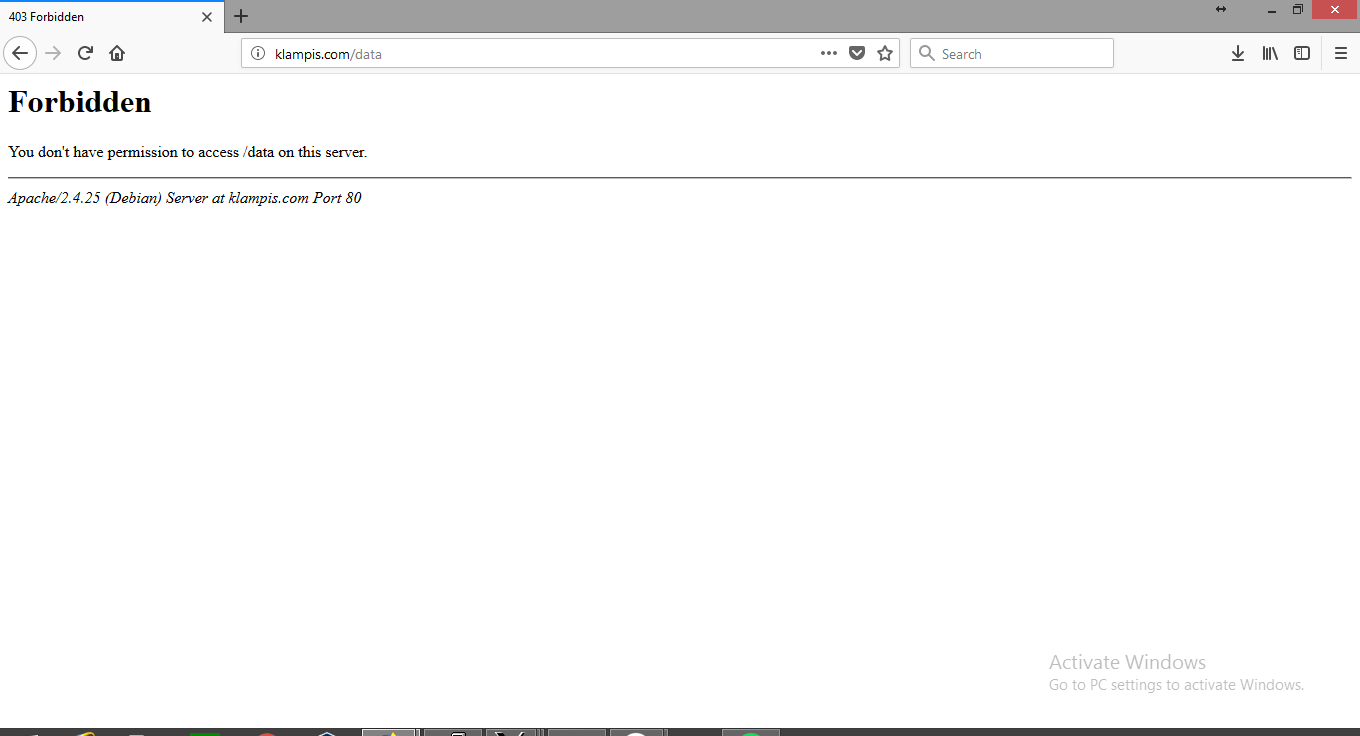 403 Forbidden
klampis.com/data
Search
Forbidden
You don't have permission to access /data on this server.
Apache/2.4.25 (Debian) Server at klampis.com Port 80
Activate Windows
Go to PC settings to activate Windows.